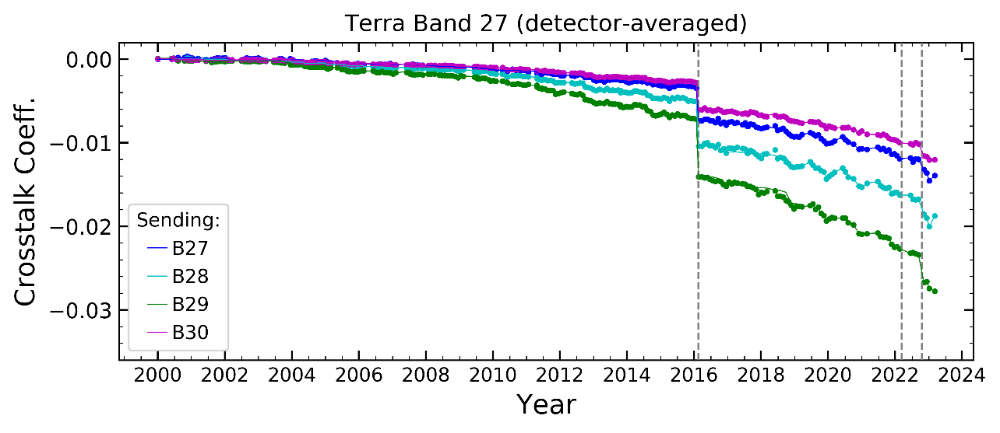 Terra Band 27 (detector-averaged)
Crosstalk Coeff.
0.00
−0.01
−0.02
−0.03
Sending:
B27
B28
B29
B30
2000 2002 2004 2006 2008 2010 2012 2014 2016 2018 2020 2022 2024
Year